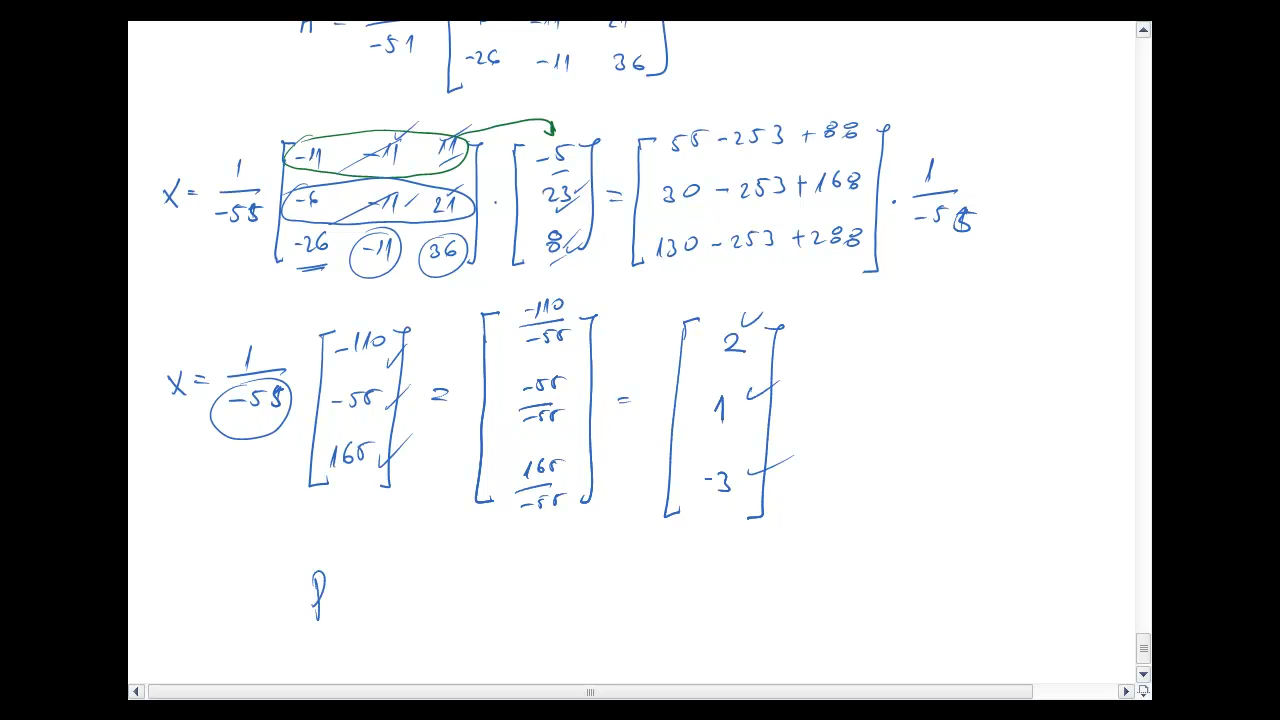 -51
-26 -11 36
X = 1/-55 [ -11 -11 11 ] · [ -5 ] = [ 55 - 253 + 88 ] · 1/-55
[ -6 -11 21 ] [ 23 ] [ 30 - 253 + 168 ]
[ -26 -11 36 ] [ 8 ] [ 130 - 253 + 288 ]
X = 1/-55 [ -110 ] = [ -110/-55 ] = [ 2 ]
[ -55 ] [ -55/-55 ] [ 1 ]
[ 165 ] [ 165/-55 ] [ -3 ]
P